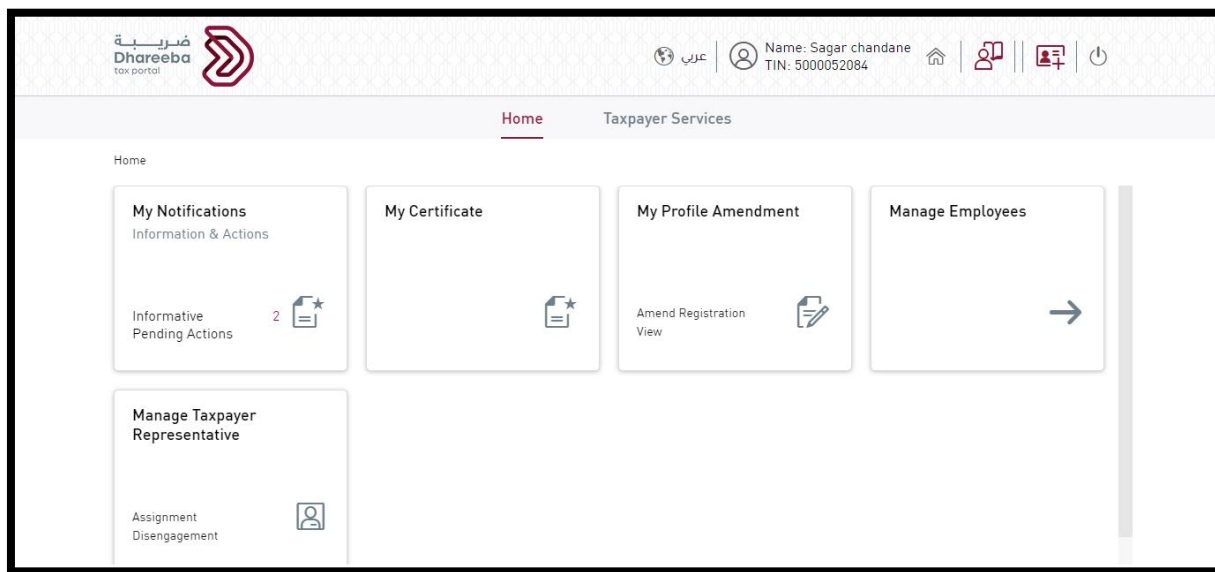 ضريبة
Dhareeba
tax portal
عربي
Name: Sagar chandane
TIN: 5000052084
Home Taxpayer Services
Home
My Notifications
Information & Actions
Informative 2
Pending Actions
My Certificate
My Profile Amendment
Amend Registration
View
Manage Employees
Manage Taxpayer
Representative
Assignment
Disengagement